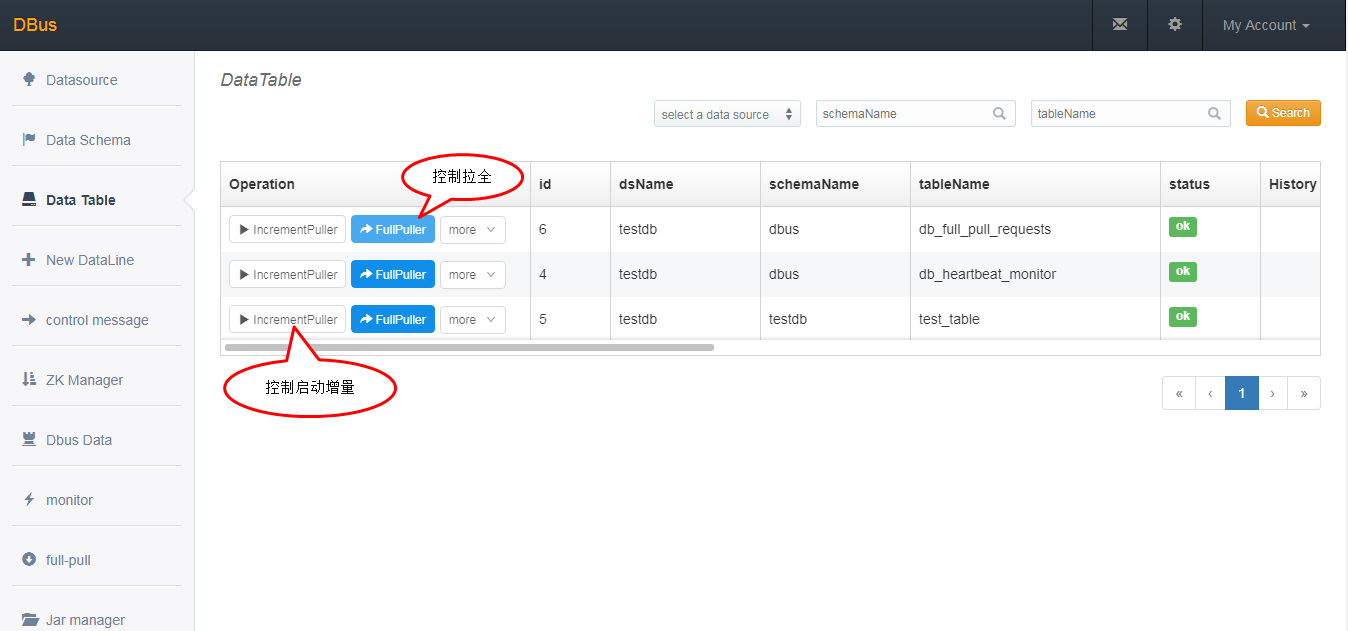 DBus
My Account
Datasource
Data Schema
Data Table
New DataLine
control message
ZK Manager
Dbus Data
monitor
full-pull
Jar manager
DataTable
select a data source schemaName tableName Search
控制拉全
Operation id dsName schemaName tableName status History
IncrementPuller FullPuller more 6 testdb dbus db_full_pull_requests ok
IncrementPuller FullPuller more 4 testdb dbus db_heartbeat_monitor ok
IncrementPuller FullPuller more 5 testdb testdb test_table ok
控制启动增量
« ‹ 1 › »